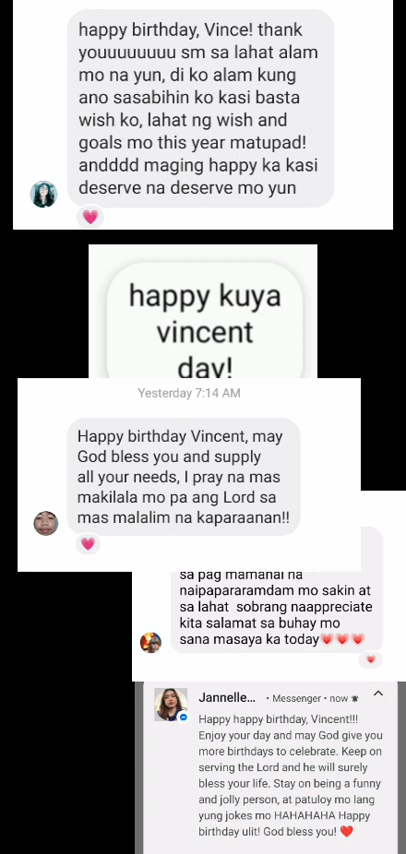 happy birthday, Vince! thank
youuuuuuuu sm sa lahat alam
mo na yun, di ko alam kung
ano sasabihin ko kasi basta
wish ko, lahat ng wish and
goals mo this year matupad!
andddd maging happy ka kasi
deserve na deserve mo yun
happy kuya
vincent
day!
Yesterday 7:14 AM
Happy birthday Vincent, may
God bless you and supply
all your needs, I pray na mas
makilala mo pa ang Lord sa
mas malalim na kaparaanan!!
sa pag mamahal na
naipapararamdam mo sakin at
sa lahat sobrang naappreciate
kita salamat sa buhay mo
sana masaya ka today💗💗💗
Jannelle... • Messenger • now
Happy happy birthday, Vincent!!!
Enjoy your day and may God give you
more birthdays to celebrate. Keep on
serving the Lord and he will surely
bless your life. Stay on being a funny
and jolly person, at patuloy mo lang
yung jokes mo HAHAHAHA Happy
birthday ulit! God bless you! ❤️